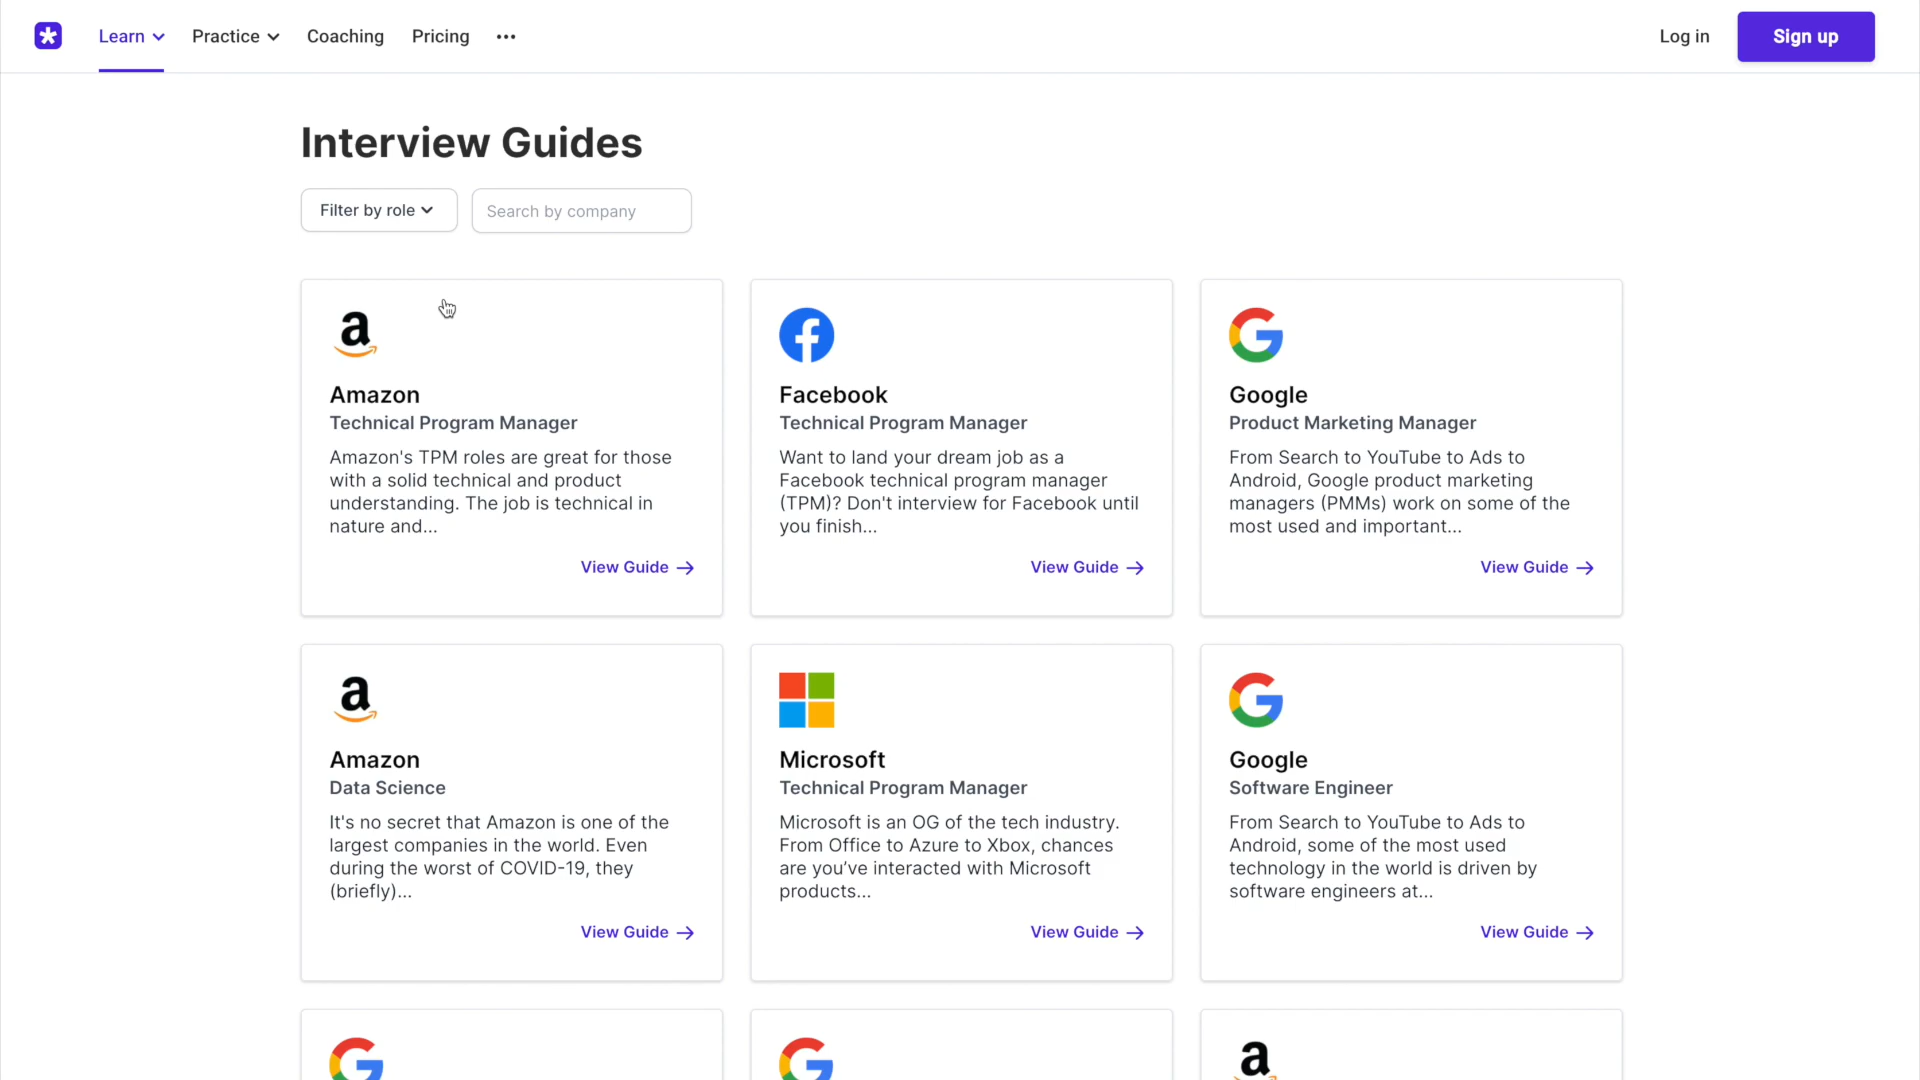 Learn
Practice
Coaching
Pricing
Log in
Sign up
Interview Guides
Filter by role
Search by company
Amazon
Technical Program Manager
Amazon's TPM roles are great for those
with a solid technical and product
understanding. The job is technical in
nature and...
View Guide
Facebook
Technical Program Manager
Want to land your dream job as a
Facebook technical program manager
(TPM)? Don't interview for Facebook until
you finish...
View Guide
Google
Product Marketing Manager
From Search to YouTube to Ads to
Android, Google product marketing
managers (PMMs) work on some of the
most used and important...
View Guide
Amazon
Data Science
It's no secret that Amazon is one of the
largest companies in the world. Even
during the worst of COVID-19, they
(briefly)...
View Guide
Microsoft
Technical Program Manager
Microsoft is an OG of the tech industry.
From Office to Azure to Xbox, chances
are you’ve interacted with Microsoft
products...
View Guide
Google
Software Engineer
From Search to YouTube to Ads to
Android, some of the most used
technology in the world is driven by
software engineers at...
View Guide